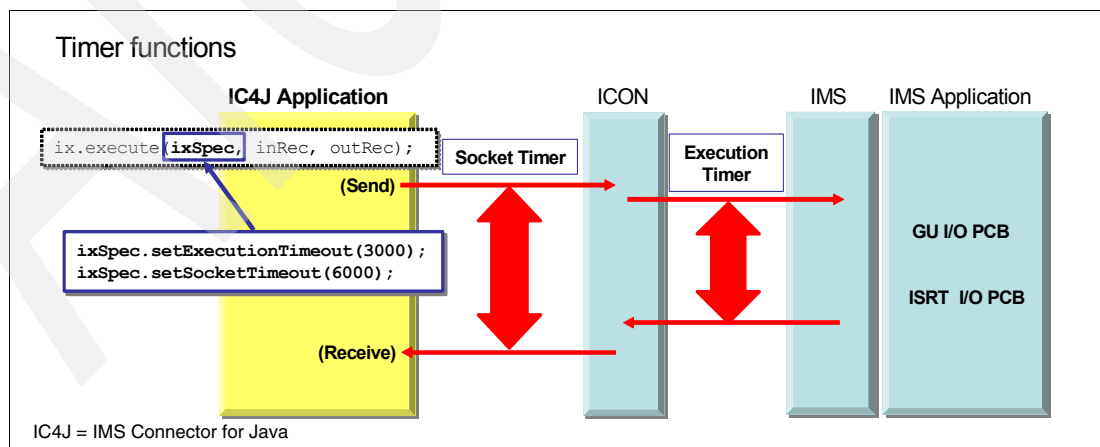 Timer functions
IC4J Application
ICON
IMS
IMS Application
ix.execute(ixSpec, inRec, outRec);
Socket Timer
Execution
Timer
(Send)
ixSpec.setExecutionTimeout(3000);
ixSpec.setSocketTimeout(6000);
GU I/O PCB
ISRT I/O PCB
(Receive)
IC4J = IMS Connector for Java